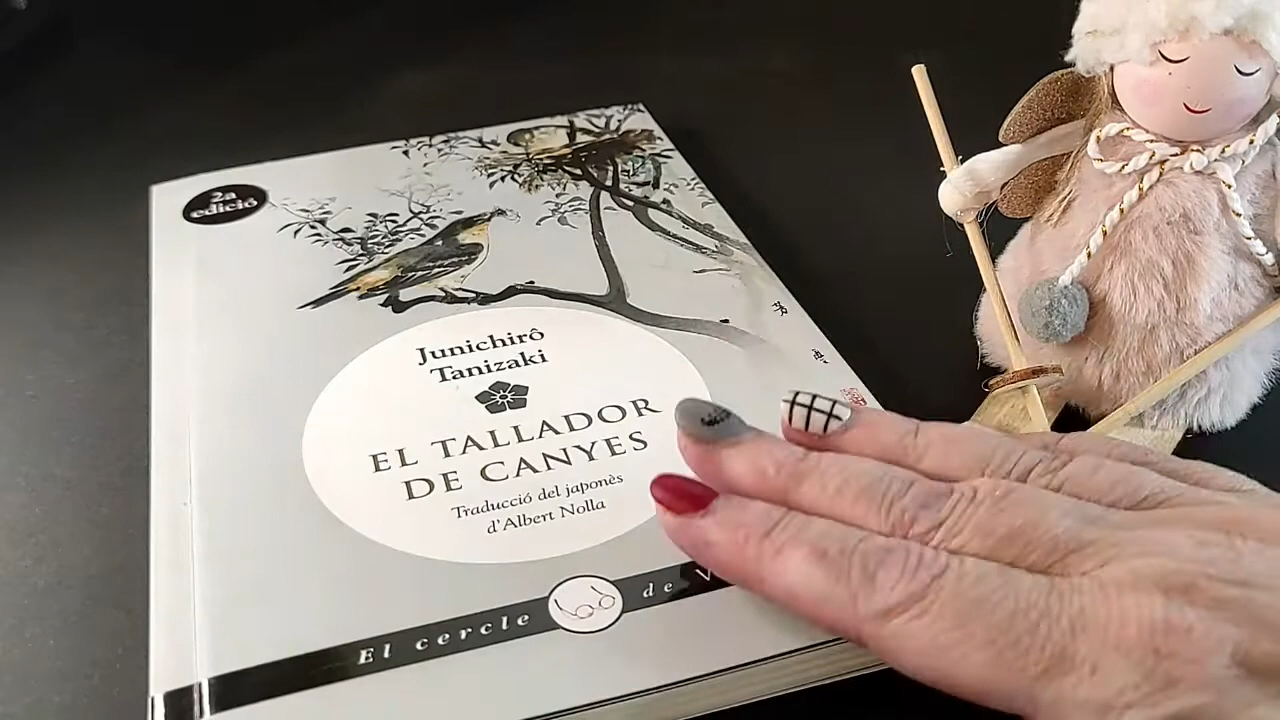 2a
edició
Junichirô
Tanizaki
EL TALLADOR
DE CANYES
Traducció del japonès
d'Albert Nolla
El cercle de